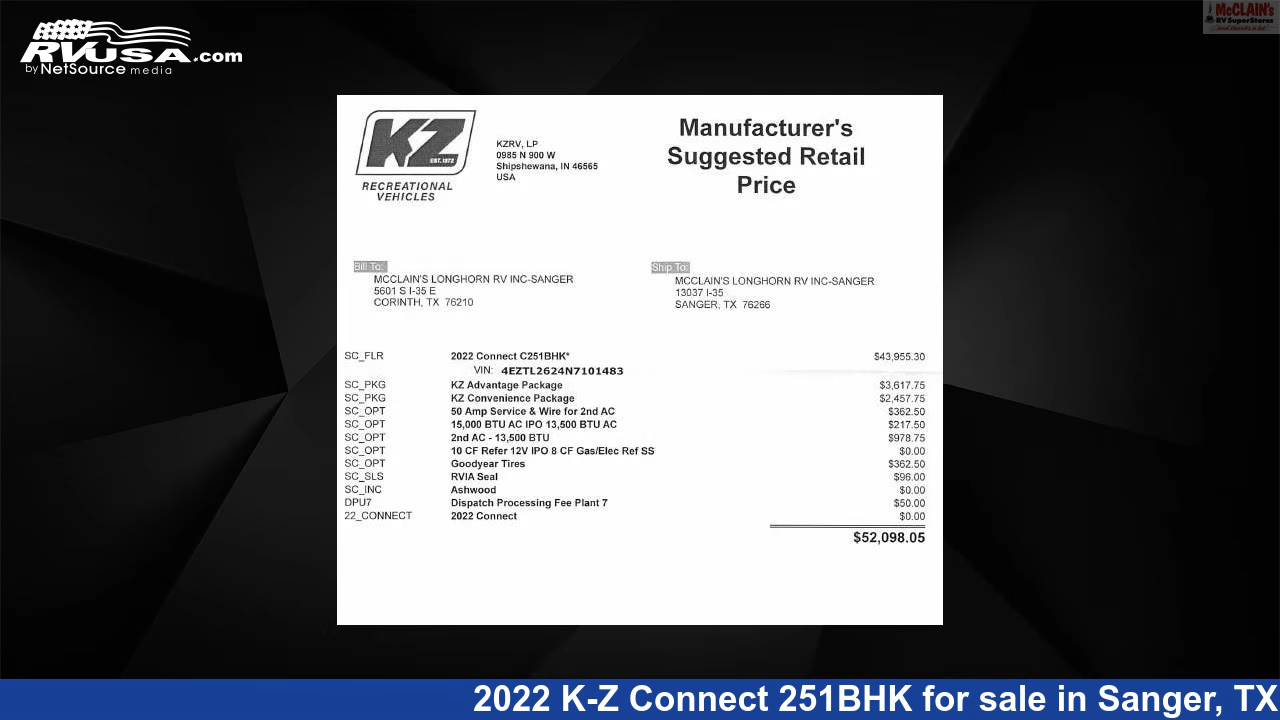 RVUSA.com
by NetSource media
McCLAIN's
RV SuperStores
KZ
EST. 1972
RECREATIONAL
VEHICLES
KZRV, LP
0985 N 900 W
Shipshewana, IN 46565
USA
Manufacturer's
Suggested Retail
Price
Bill To:
MCCLAIN'S LONGHORN RV INC-SANGER
5601 S I-35 E
CORINTH, TX 76210
Ship To:
MCCLAIN'S LONGHORN RV INC-SANGER
13037 I-35
SANGER, TX 76266
SC_FLR 2022 Connect C251BHK* $43,955.30
VIN: 4EZTL2624N7101483
SC_PKG KZ Advantage Package $3,617.75
SC_PKG KZ Convenience Package $2,457.75
SC_OPT 50 Amp Service & Wire for 2nd AC $362.50
SC_OPT 15,000 BTU AC IPO 13,500 BTU AC $217.50
SC_OPT 2nd AC - 13,500 BTU $978.75
SC_OPT 10 CF Refer 12V IPO 8 CF Gas/Elec Ref SS $0.00
SC_OPT Goodyear Tires $362.50
SC_SLS RVIA Seal $96.00
SC_INC Ashwood $0.00
DPU7 Dispatch Processing Fee Plant 7 $50.00
22_CONNECT 2022 Connect $0.00
$52,098.05
2022 K-Z Connect 251BHK for sale in Sanger, TX